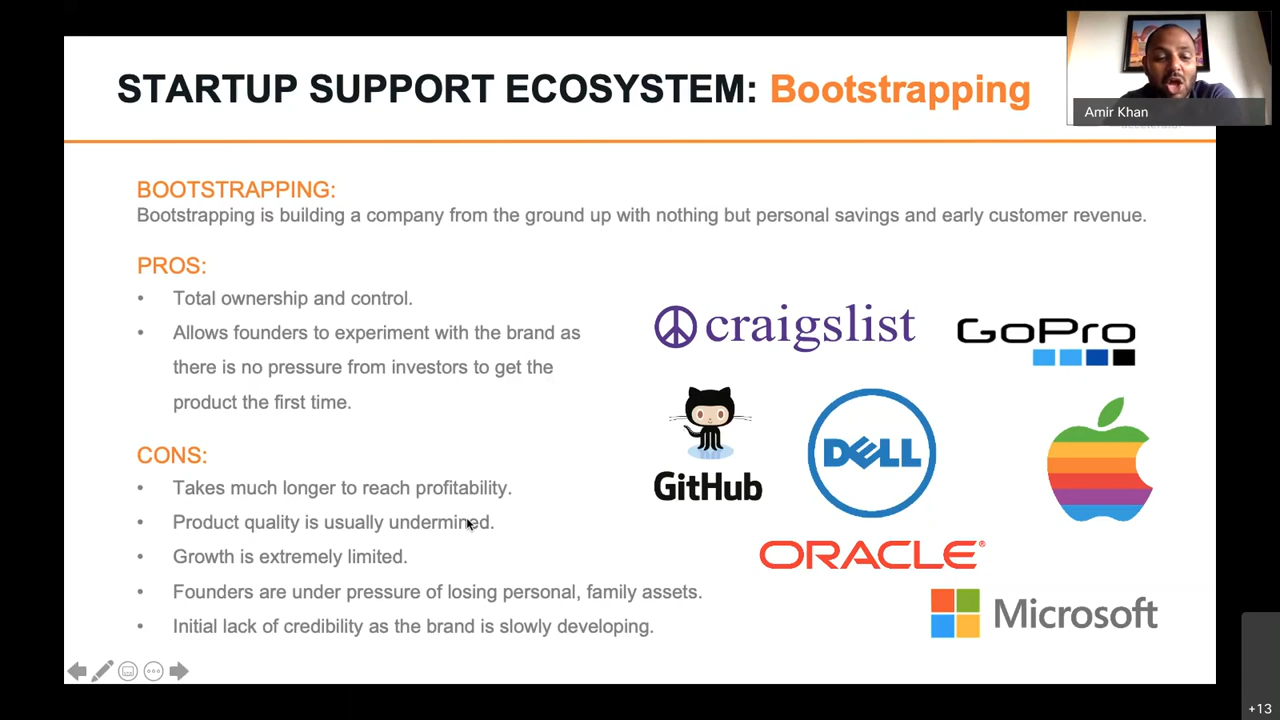 STARTUP SUPPORT ECOSYSTEM: Bootstrapping
Amir Khan
BOOTSTRAPPING:
Bootstrapping is building a company from the ground up with nothing but personal savings and early customer revenue.
PROS:
• Total ownership and control.
• Allows founders to experiment with the brand as
there is no pressure from investors to get the
product the first time.
craigslist
GoPro
GitHub
DELL
CONS:
• Takes much longer to reach profitability.
• Product quality is usually undermined.
• Growth is extremely limited.
• Founders are under pressure of losing personal, family assets.
• Initial lack of credibility as the brand is slowly developing.
ORACLE®
Microsoft
+13